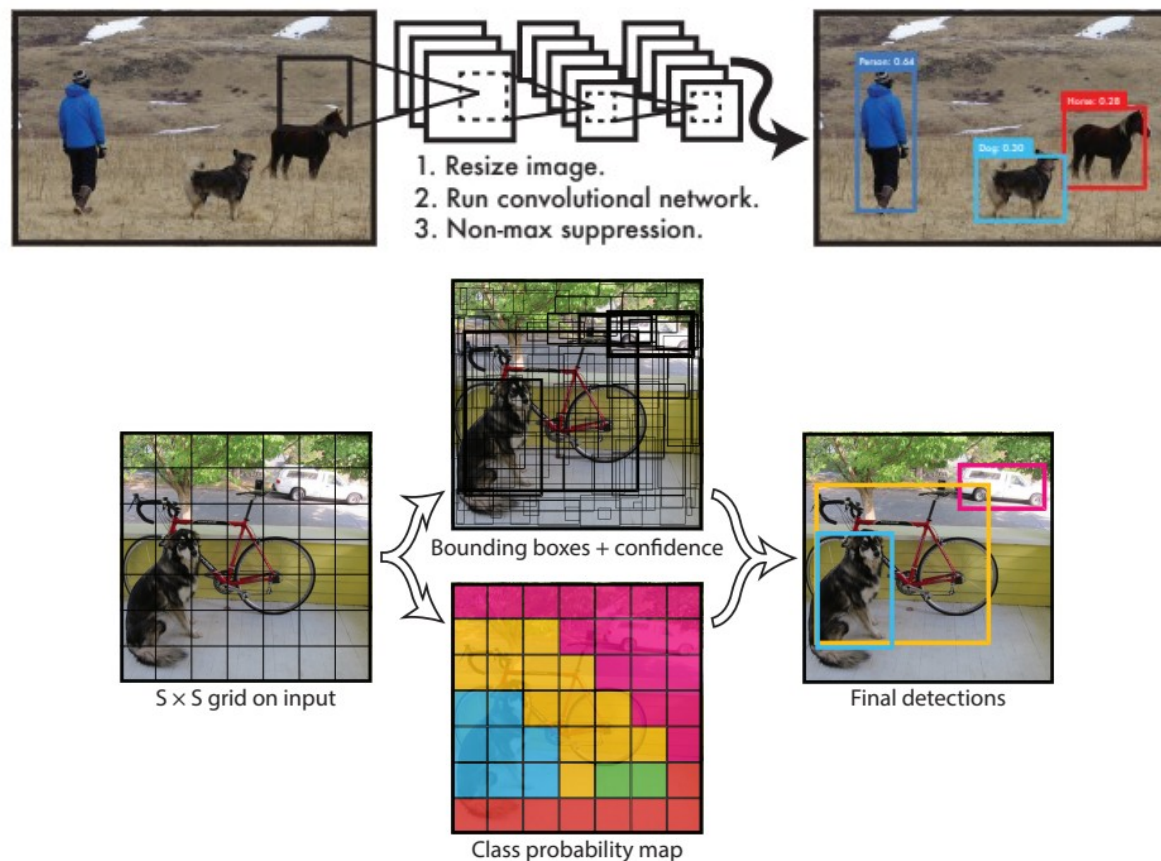 Person: 0.64
Horse: 0.28
Dog: 0.30
1. Resize image.
2. Run convolutional network.
3. Non-max suppression.
Bounding boxes + confidence
S × S grid on input
Final detections
Class probability map